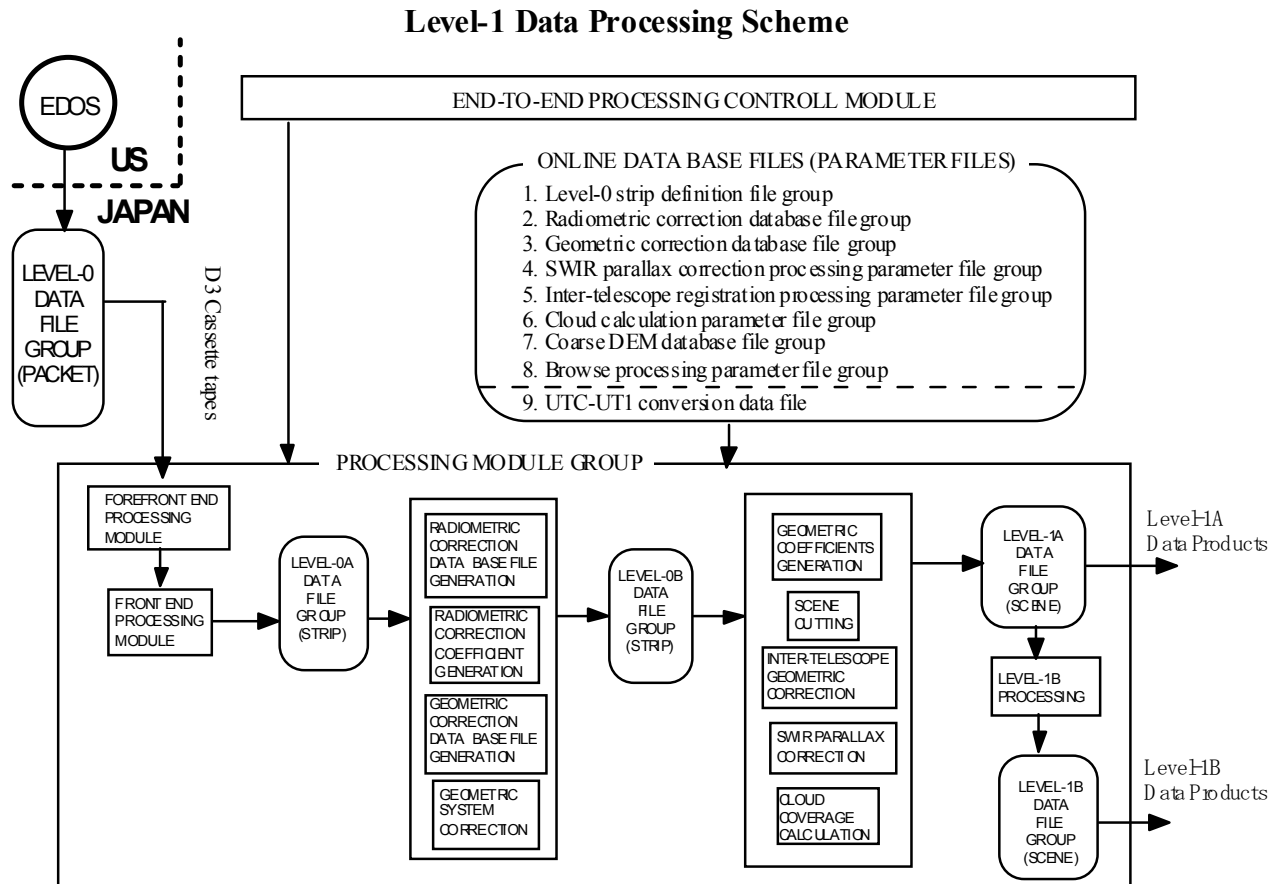 Level-1 Data Processing Scheme
EDOS
US
JAPAN
END-TO-END PROCESSING CONTROLL MODULE
ONLINE DATA BASE FILES (PARAMETER FILES)
1. Level-0 strip definition file group
2. Radiometric correction database file group
3. Geometric correction database file group
4. SWIR parallax correction processing parameter file group
5. Inter-telescope registration processing parameter file group
6. Cloud calculation parameter file group
7. Coarse DEM database file group
8. Browse processing parameter file group
9. UTC-UT1 conversion data file
LEVEL-0
DATA
FILE
GROUP
(PACKET)
D3 Cassette tapes
PROCESSING MODULE GROUP
FOREFRONT END
PROCESSING
MODULE
FRONT END
PROCESSING
MODULE
LEVEL-0A
DATA
FILE
GROUP
(STRIP)
RADIOMETRIC
CORRECTION
DATA BASE FILE
GENERATION
RADIOMETRIC
CORRECTION
COEFFICIENT
GENERATION
GEOMETRIC
CORRECTION
DATA BASE FILE
GENERATION
GEOMETRIC
SYSTEM
CORRECTION
LEVEL-0B
DATA
FILE
GROUP
(STRIP)
GEOMETRIC
COEFFICIENTS
GENERATION
SCENE
CUTTING
INTER-TELESCOPE
GEOMETRIC
CORRECTION
SWIR PARALLAX
CORRECTION
CLOUD
COVERAGE
CALCULATION
LEVEL-1A
DATA
FILE
GROUP
(SCENE)
LEVEL-1B
PROCESSING
LEVEL-1B
DATA
FILE
GROUP
(SCENE)
Level-1A
Data Products
Level-1B
Data Products